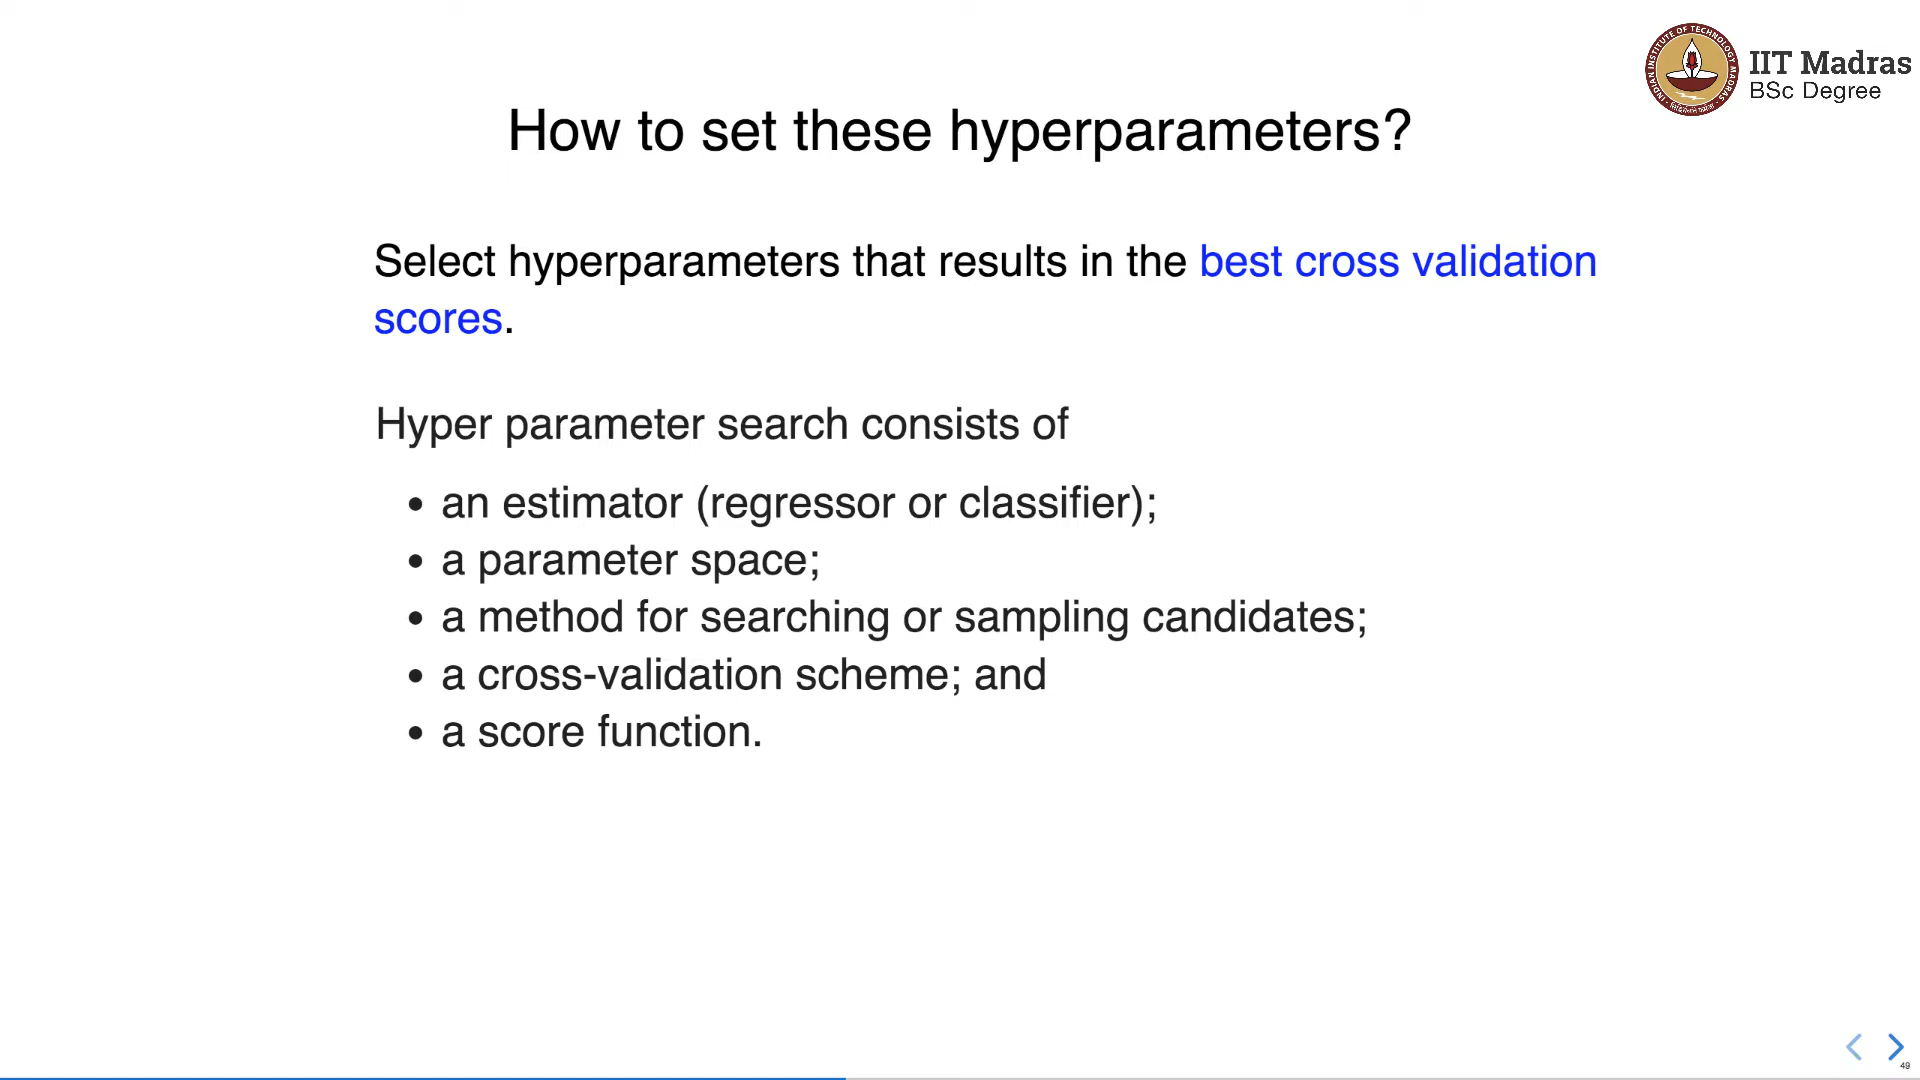 IIT Madras
BSc Degree
How to set these hyperparameters?
Select hyperparameters that results in the best cross validation
scores.
Hyper parameter search consists of
• an estimator (regressor or classifier);
• a parameter space;
• a method for searching or sampling candidates;
• a cross-validation scheme; and
• a score function.
49